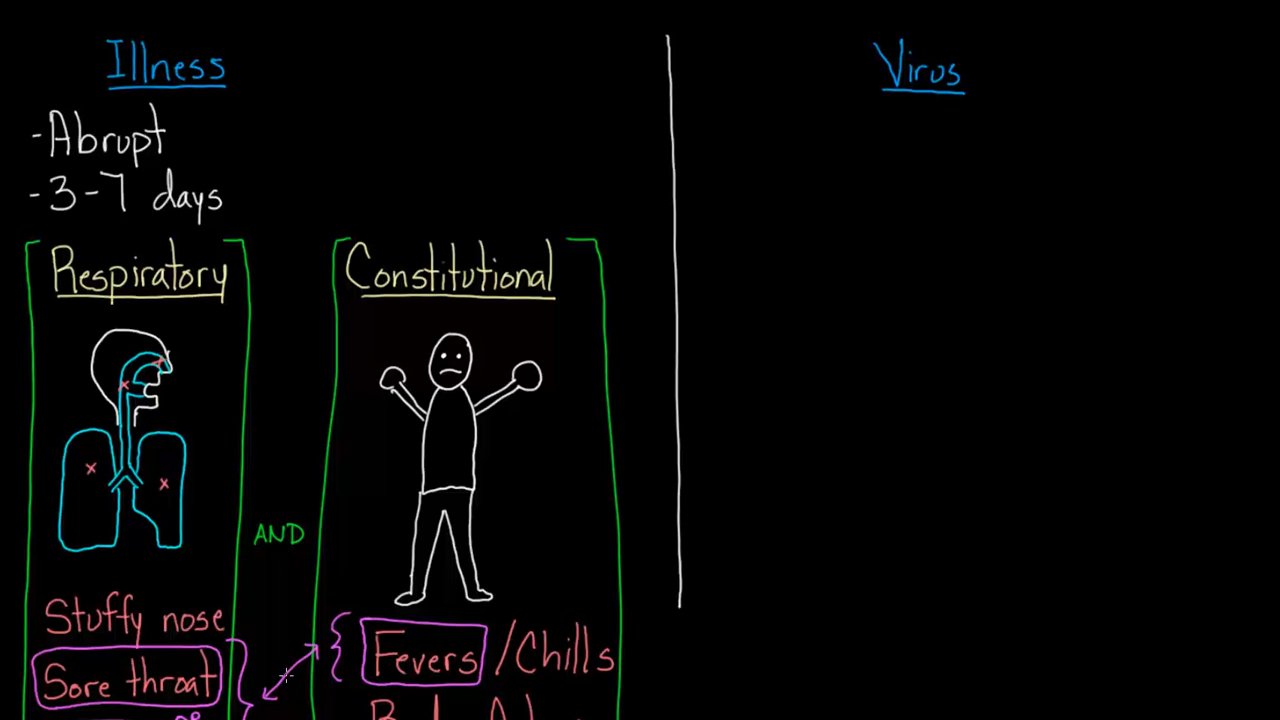 Illness
Virus
-Abrupt
-3-7 days
Respiratory
Constitutional
AND
Stuffy nose
Sore throat
Fevers /Chills